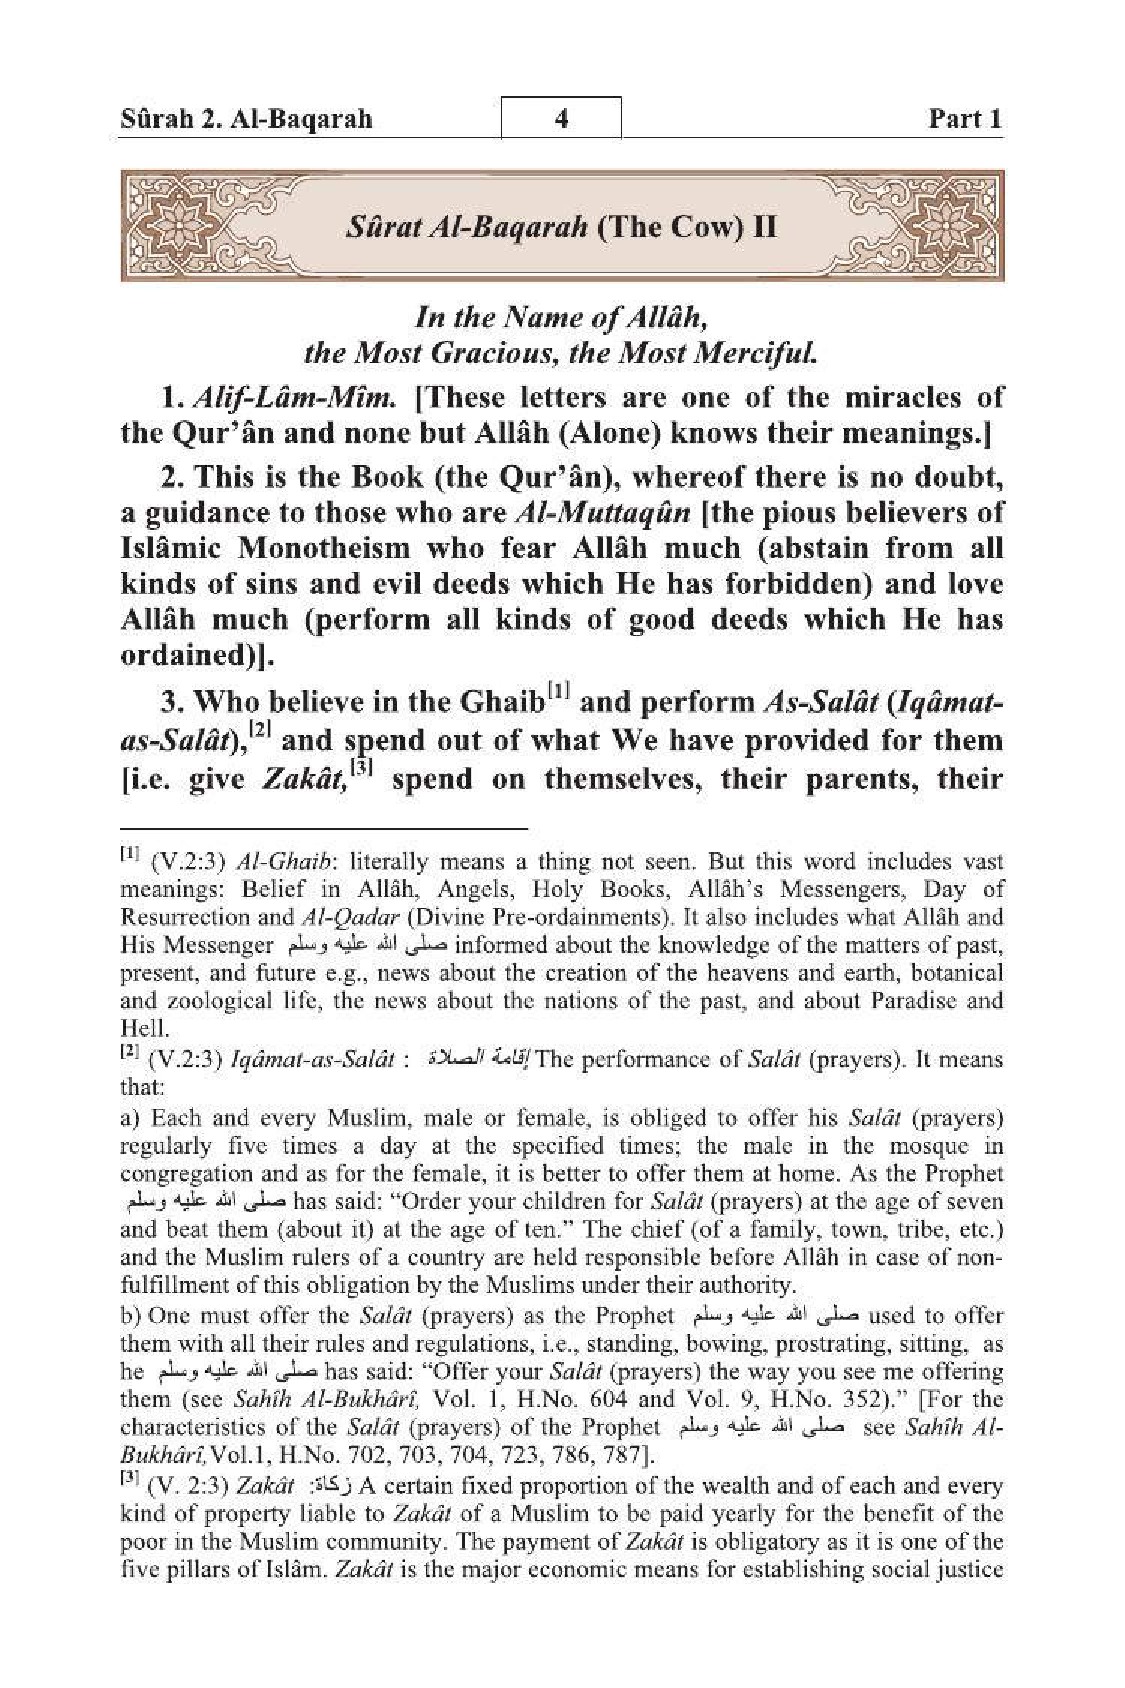 Sûrah 2. Al-Baqarah 4 Part 1
Sûrat Al-Baqarah (The Cow) II
In the Name of Allâh,
the Most Gracious, the Most Merciful.
1. Alif-Lâm-Mîm. [These letters are one of the miracles of
the Qur’ân and none but Allâh (Alone) knows their meanings.]
2. This is the Book (the Qur’ân), whereof there is no doubt,
a guidance to those who are Al-Muttaqûn [the pious believers of
Islâmic Monotheism who fear Allâh much (abstain from all
kinds of sins and evil deeds which He has forbidden) and love
Allâh much (perform all kinds of good deeds which He has
ordained)].
3. Who believe in the Ghaib[1] and perform As-Salât (Iqâmat-
as-Salât),[2] and spend out of what We have provided for them
[i.e. give Zakât,[3] spend on themselves, their parents, their
[1] (V.2:3) Al-Ghaib: literally means a thing not seen. But this word includes vast
meanings: Belief in Allâh, Angels, Holy Books, Allâh’s Messengers, Day of
Resurrection and Al-Qadar (Divine Pre-ordainments). It also includes what Allâh and
His Messenger صلى الله عليه وسلم informed about the knowledge of the matters of past,
present, and future e.g., news about the creation of the heavens and earth, botanical
and zoological life, the news about the nations of the past, and about Paradise and
Hell.
[2] (V.2:3) Iqâmat-as-Salât : إقامة الصلاة The performance of Salât (prayers). It means
that:
a) Each and every Muslim, male or female, is obliged to offer his Salât (prayers)
regularly five times a day at the specified times; the male in the mosque in
congregation and as for the female, it is better to offer them at home. As the Prophet
صلى الله عليه وسلم has said: “Order your children for Salât (prayers) at the age of seven
and beat them (about it) at the age of ten.” The chief (of a family, town, tribe, etc.)
and the Muslim rulers of a country are held responsible before Allâh in case of non-
fulfillment of this obligation by the Muslims under their authority.
b) One must offer the Salât (prayers) as the Prophet صلى الله عليه وسلم used to offer
them with all their rules and regulations, i.e., standing, bowing, prostrating, sitting, as
he صلى الله عليه وسلم has said: “Offer your Salât (prayers) the way you see me offering
them (see Sahîh Al-Bukhârî, Vol. 1, H.No. 604 and Vol. 9, H.No. 352).” [For the
characteristics of the Salât (prayers) of the Prophet صلى الله عليه وسلم see Sahîh Al-
Bukhârî,Vol.1, H.No. 702, 703, 704, 723, 786, 787].
[3] (V. 2:3) Zakât زكاة: A certain fixed proportion of the wealth and of each and every
kind of property liable to Zakât of a Muslim to be paid yearly for the benefit of the
poor in the Muslim community. The payment of Zakât is obligatory as it is one of the
five pillars of Islâm. Zakât is the major economic means for establishing social justice